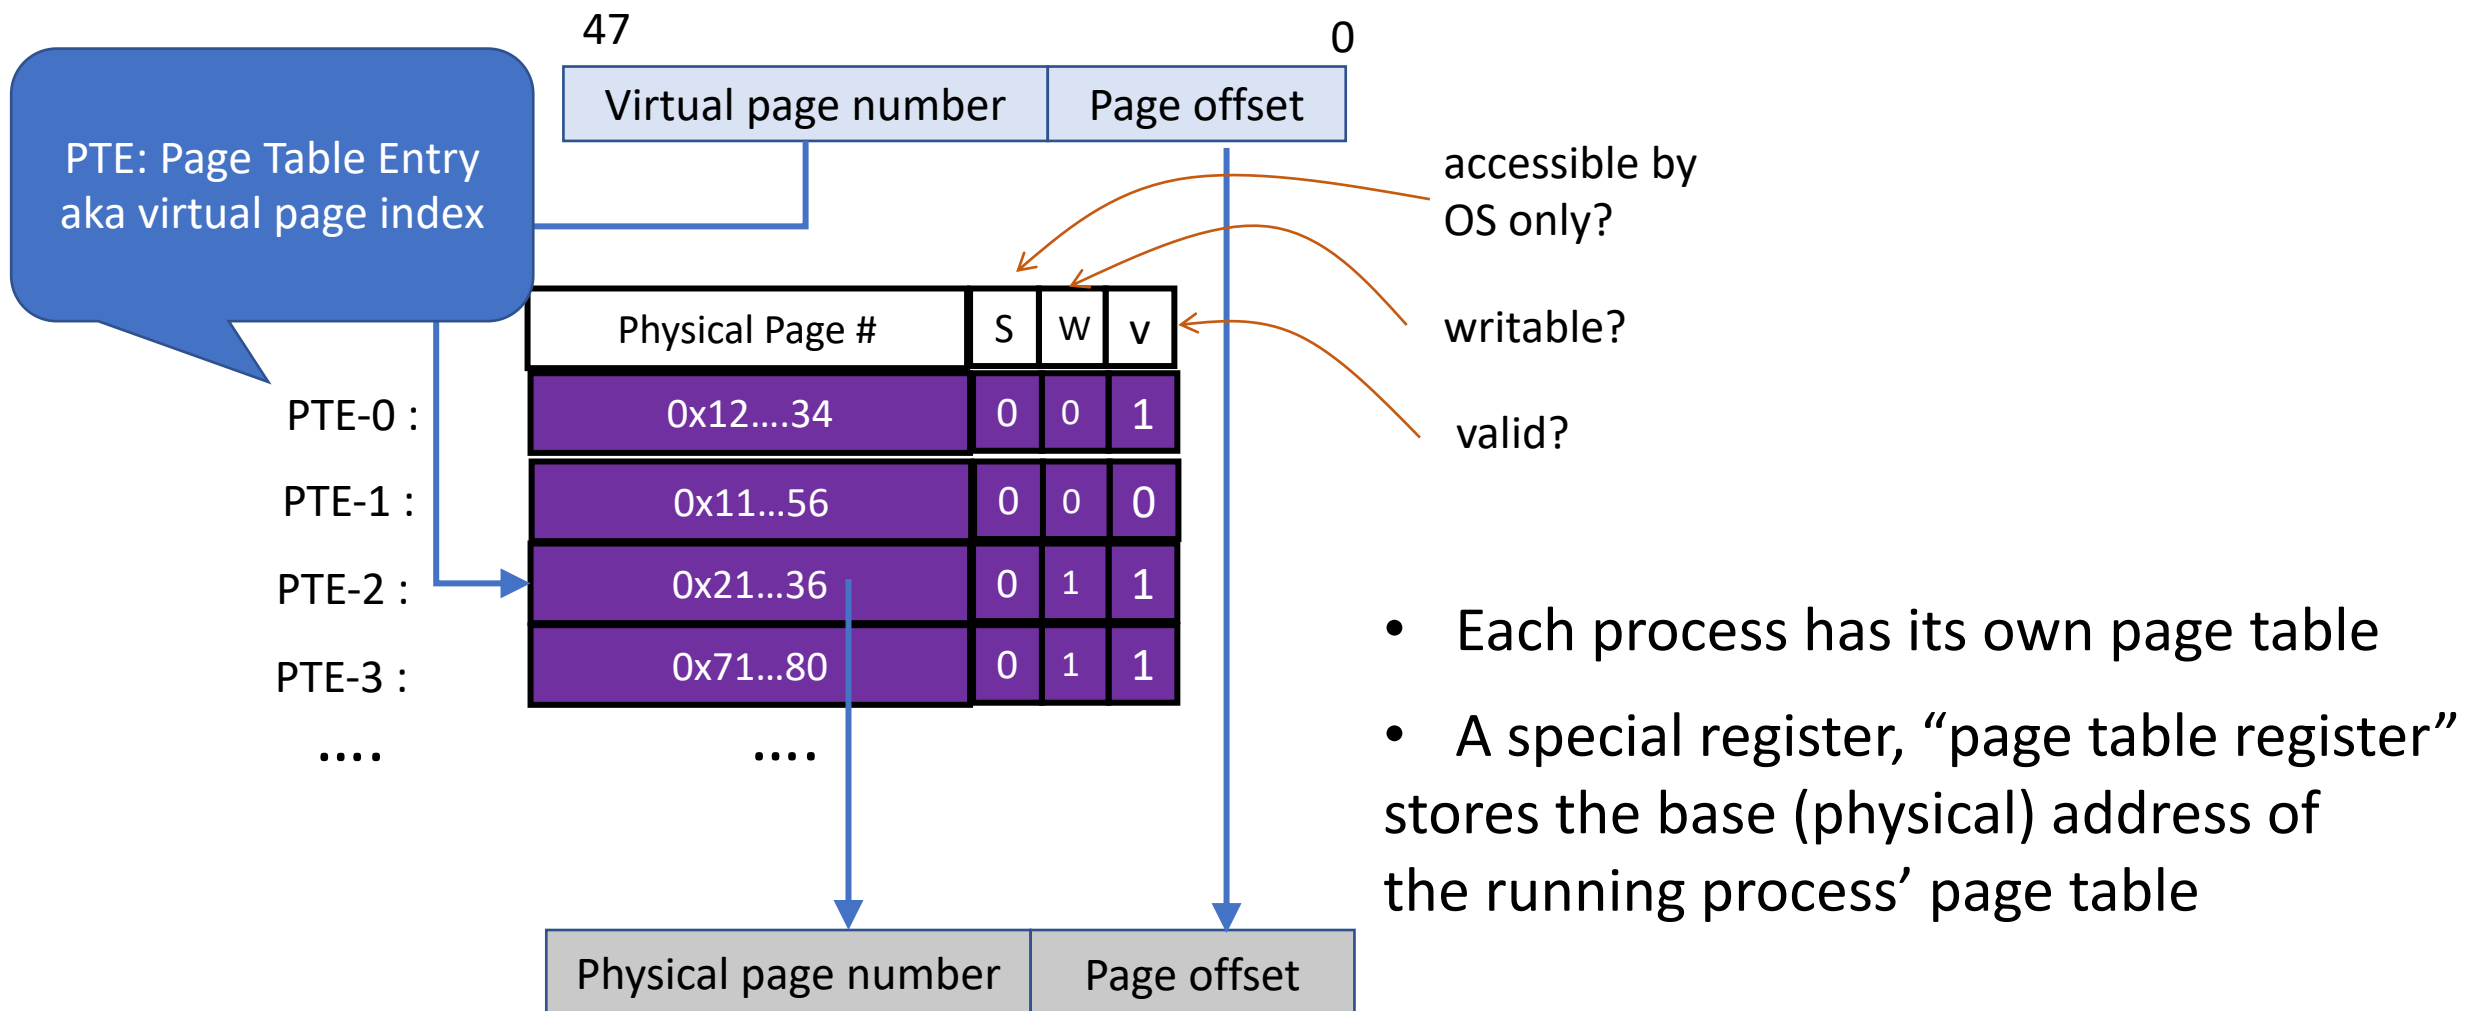 47
0
Virtual page number
Page offset
PTE: Page Table Entry
aka virtual page index
accessible by
OS only?
writable?
valid?
Physical Page #
S
W
v
PTE-0 :
0x12....34
0
0
1
PTE-1 :
0x11...56
0
0
0
PTE-2 :
0x21...36
0
1
1
PTE-3 :
0x71...80
0
1
1
....
....
• Each process has its own page table
• A special register, “page table register”
stores the base (physical) address of
the running process’ page table
Physical page number
Page offset